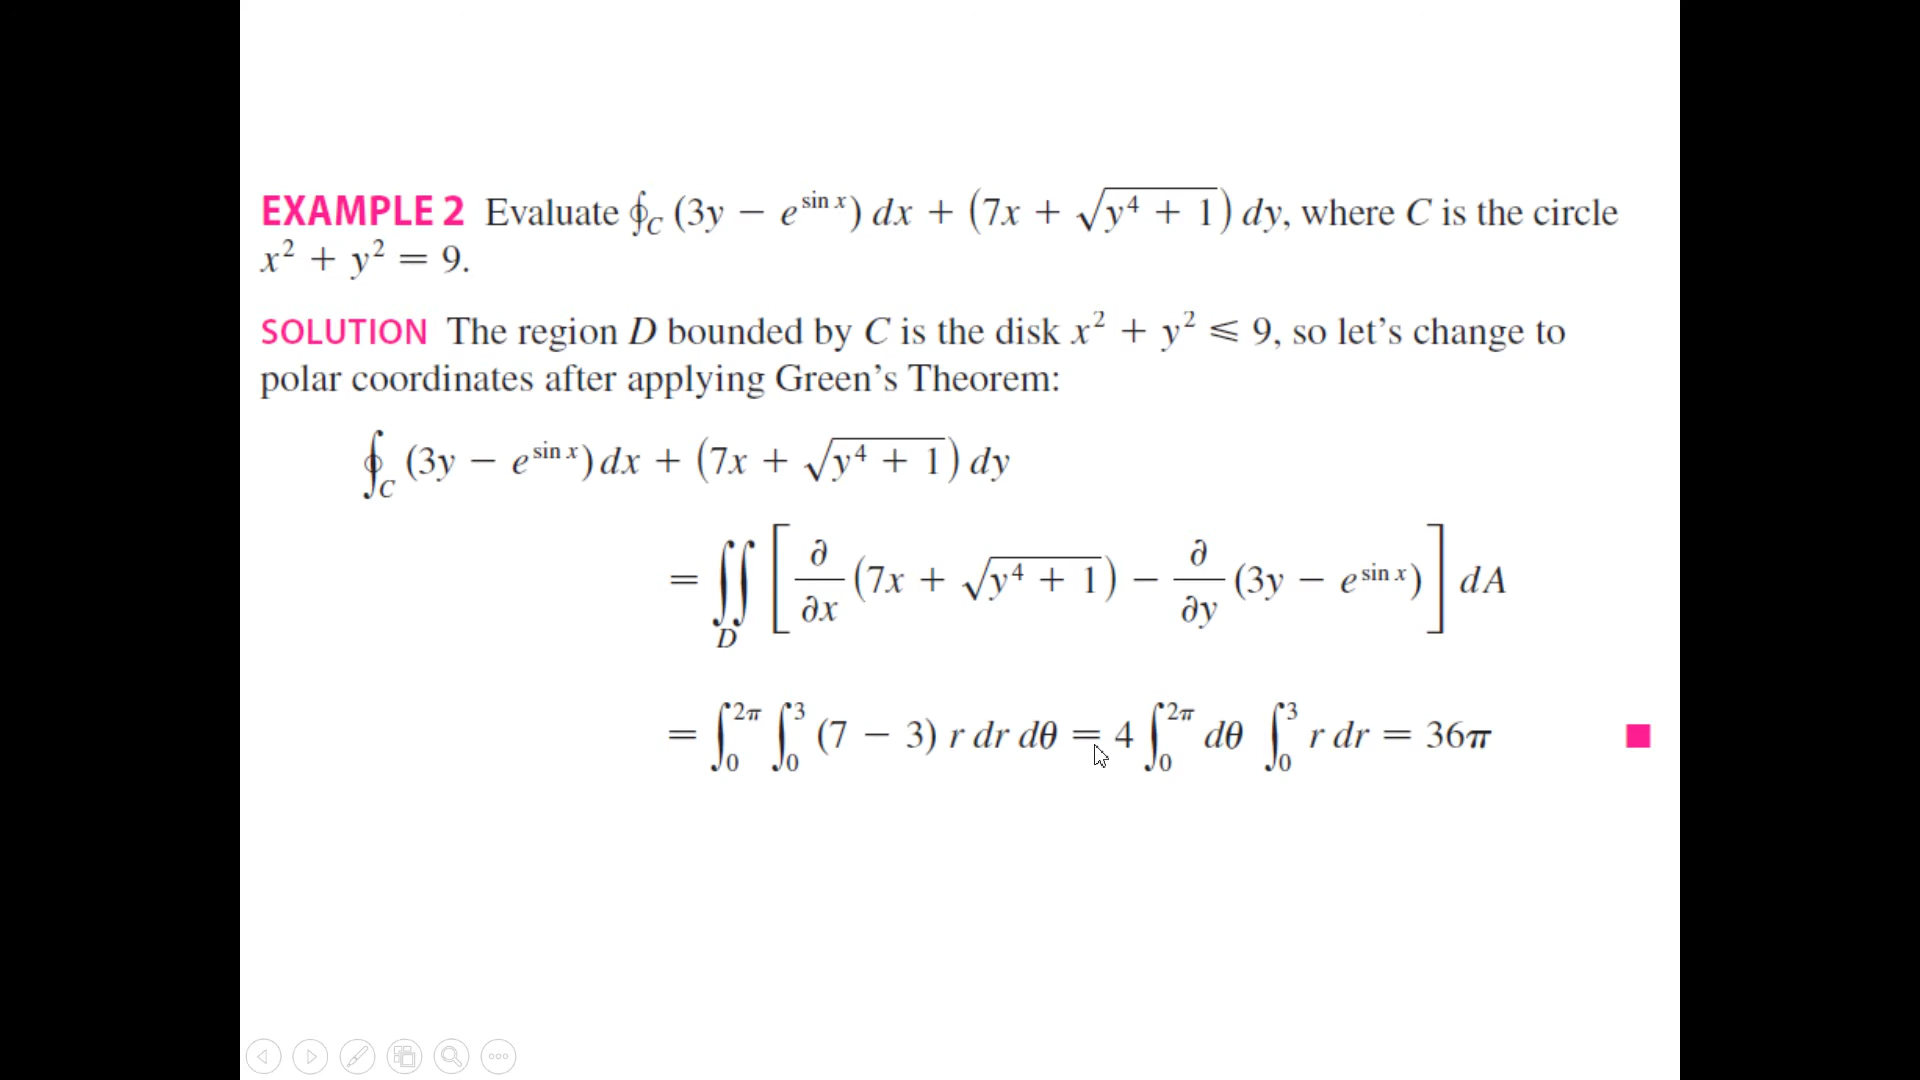 EXAMPLE 2 Evaluate ∮_C (3y − e^{sin x}) dx + (7x + √(y⁴ + 1)) dy, where C is the circle
x² + y² = 9.
SOLUTION The region D bounded by C is the disk x² + y² ≤ 9, so let’s change to
polar coordinates after applying Green’s Theorem:
∮_C (3y − e^{sin x}) dx + (7x + √(y⁴ + 1)) dy
= ∬_D [∂/∂x (7x + √(y⁴ + 1)) − ∂/∂y (3y − e^{sin x})] dA
= ∫_0^{2π} ∫_0^3 (7 − 3) r dr dθ = 4 ∫_0^{2π} dθ ∫_0^3 r dr = 36π